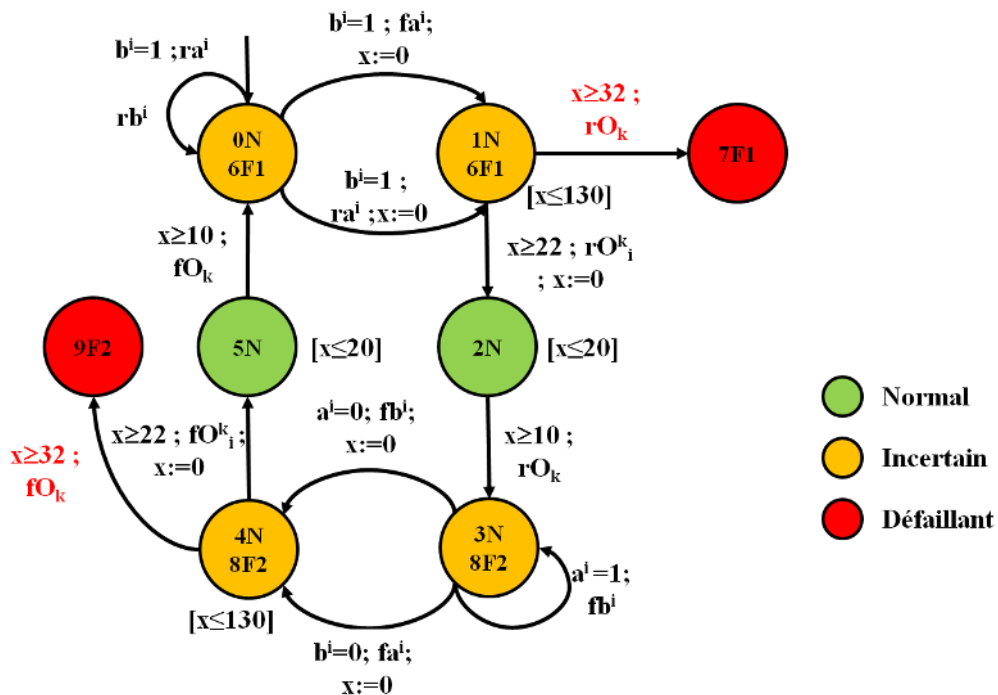 bⁱ=1 ; faⁱ;
x:=0
bⁱ=1 ;raⁱ
rbⁱ
0N
6F1
1N
6F1
x≥32 ;
rOₖ
7F1
bⁱ=1 ;
raⁱ ;x:=0
[x≤130]
x≥10 ;
fOₖ
x≥22 ; rOᵏᵢ
; x:=0
9F2
5N
[x≤20]
2N
[x≤20]
Normal
aⁱ=0; fbⁱ;
x:=0
x≥22 ; fOᵏᵢ;
x:=0
x≥32 ;
fOₖ
x≥10 ;
rOₖ
Incertain
4N
8F2
3N
8F2
Défaillant
aⁱ=1;
fbⁱ
[x≤130]
bⁱ=0; faⁱ;
x:=0